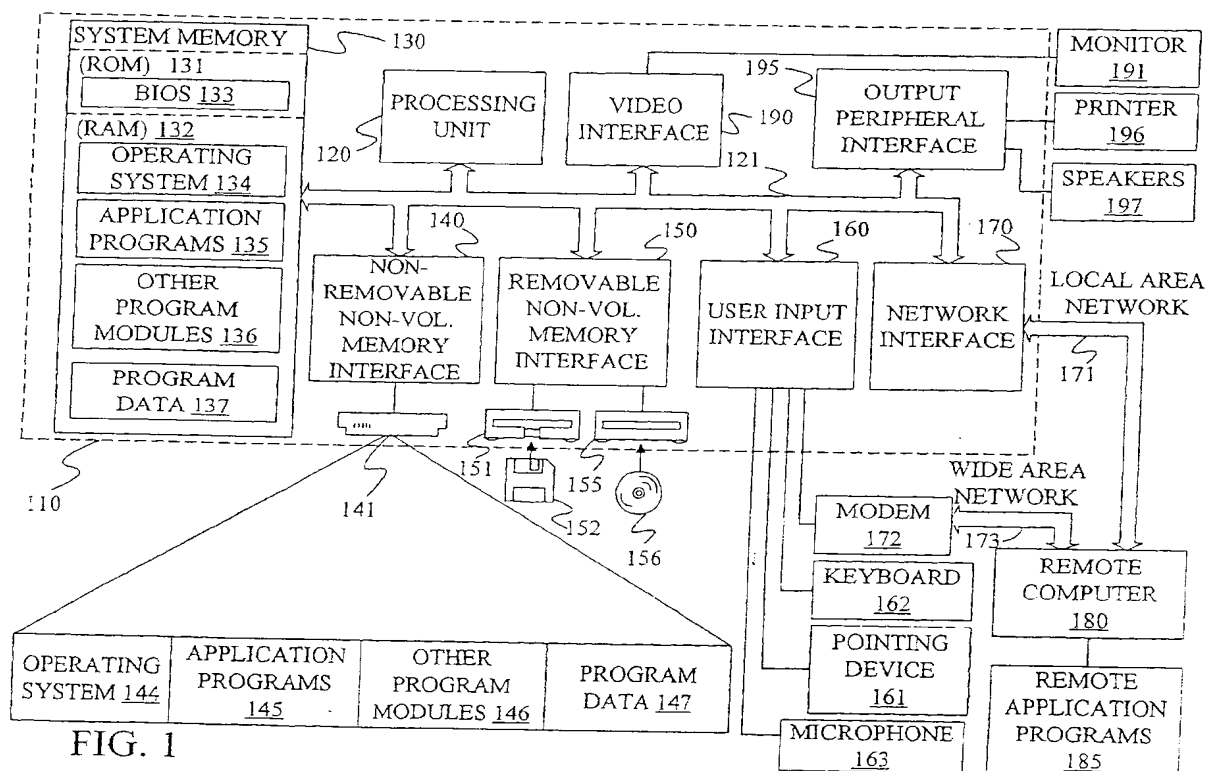 SYSTEM MEMORY
130
(ROM) 131
BIOS 133
(RAM) 132
OPERATING
SYSTEM 134
APPLICATION
PROGRAMS 135
OTHER
PROGRAM
MODULES 136
PROGRAM
DATA 137
PROCESSING
UNIT
120
VIDEO
INTERFACE
190
195
OUTPUT
PERIPHERAL
INTERFACE
121
MONITOR
191
PRINTER
196
SPEAKERS
197
140
NON-
REMOVABLE
NON-VOL.
MEMORY
INTERFACE
150
REMOVABLE
NON-VOL.
MEMORY
INTERFACE
160
USER INPUT
INTERFACE
170
NETWORK
INTERFACE
LOCAL AREA
NETWORK
171
110
141
151
152
155
156
WIDE AREA
NETWORK
MODEM
172
173
KEYBOARD
162
POINTING
DEVICE
161
MICROPHONE
163
REMOTE
COMPUTER
180
REMOTE
APPLICATION
PROGRAMS
185
OPERATING
SYSTEM 144
APPLICATION
PROGRAMS
145
OTHER
PROGRAM
MODULES 146
PROGRAM
DATA 147
FIG. 1